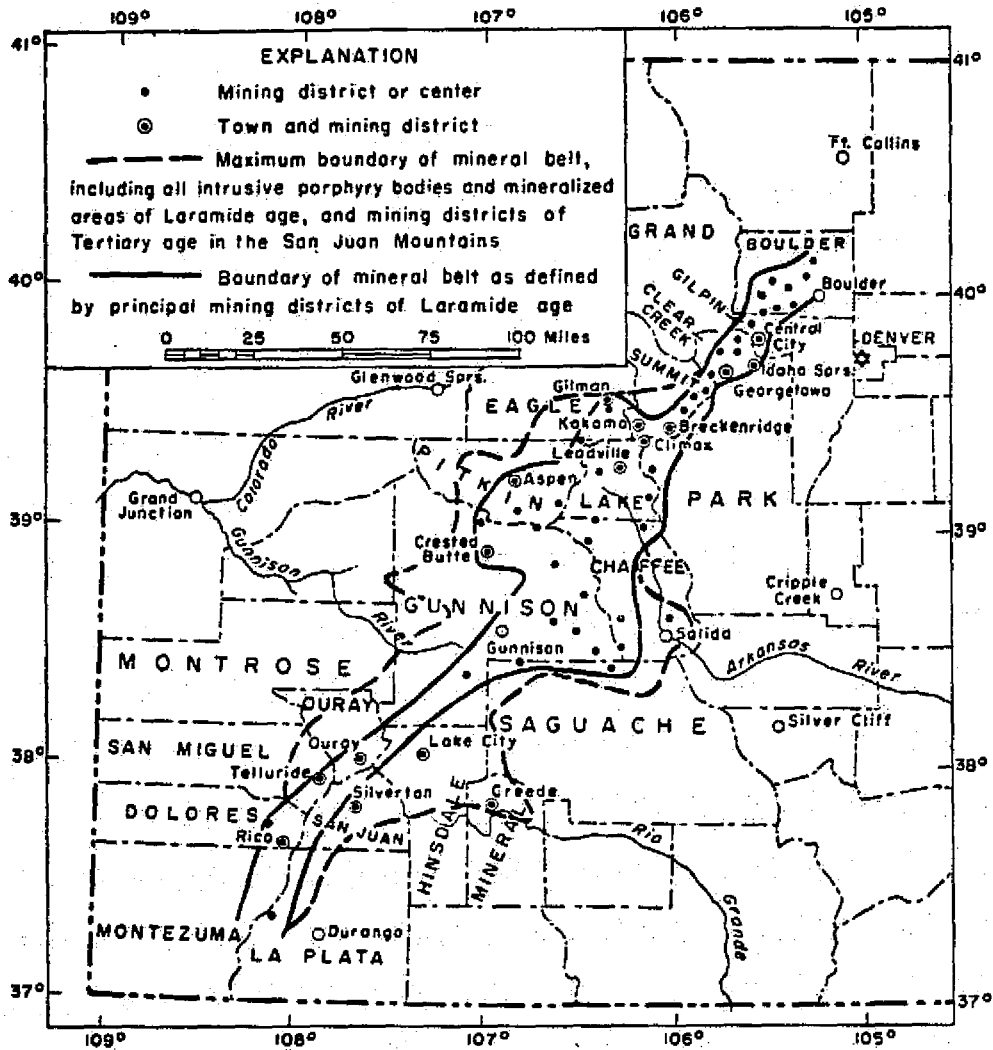 109°
108°
107°
106°
105°
41°
41°
EXPLANATION
Mining district or center
Town and mining district
Maximum boundary of mineral belt,
including all intrusive porphyry bodies and mineralized
areas of Laramide age, and mining districts of
Tertiary age in the San Juan Mountains
Boundary of mineral belt as defined
by principal mining districts of Laramide age
0 25 50 75 100 Miles
Ft. Collins
GRAND
BOULDER
40°
40°
GILPIN
Boulder
CLEAR
CREEK
Central
City
DENVER
SUMMIT
Idaho Sprs.
Georgetown
Glenwood Sprs.
Gilman
EAGLE
Kokomo
Breckenridge
Climax
Colorado
River
Leadville
PITKIN
Aspen
LAKE
PARK
Grand
Junction
39°
39°
Gunnison
River
Crested
Butte
CHAFFEE
Cripple
Creek
GUNNISON
Salida
Gunnison
Arkansas
River
MONTROSE
OURAY
SAGUACHE
Silver Cliff
SAN MIGUEL
Ouray
Lake City
38°
38°
Telluride
Silverton
Creede
DOLORES
SAN JUAN
HINSDALE
MINERAL
Rio
Grande
Rico
MONTEZUMA
Durango
LA PLATA
37°
37°
109°
108°
107°
106°
105°